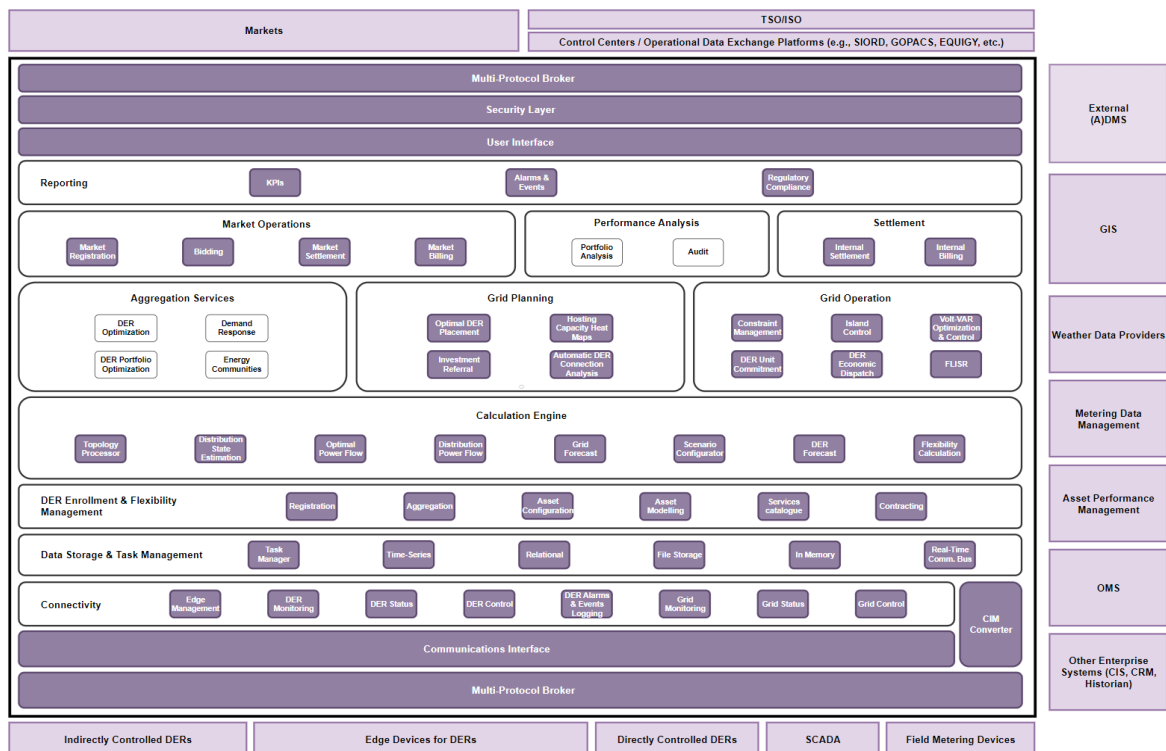 Markets
TSO/ISO
Control Centers / Operational Data Exchange Platforms (e.g., SIORD, GOPACS, EQUIGY, etc.)
Multi-Protocol Broker
Security Layer
User Interface
Reporting
KPIs
Alarms &
Events
Regulatory
Compliance
Market Operations
Market
Registration
Bidding
Market
Settlement
Market
Billing
Performance Analysis
Portfolio
Analysis
Audit
Settlement
Internal
Settlement
Internal
Billing
Aggregation Services
DER
Optimization
Demand
Response
DER Portfolio
Optimization
Energy
Communities
Grid Planning
Optimal DER
Placement
Hosting
Capacity Heat
Maps
Investment
Referral
Automatic DER
Connection
Analysis
Grid Operation
Constraint
Management
Island
Control
Volt-VAR
Optimization
& Control
DER Unit
Commitment
DER
Economic
Dispatch
FLISR
Calculation Engine
Topology
Processor
Distribution
State
Estimation
Optimal
Power Flow
Distribution
Power Flow
Grid
Forecast
Scenario
Configurator
DER
Forecast
Flexibility
Calculation
DER Enrollment & Flexibility
Management
Registration
Aggregation
Asset
Configuration
Asset
Modelling
Services
catalogue
Contracting
Data Storage & Task Management
Task
Manager
Time-Series
Relational
File Storage
In Memory
Real-Time
Comm. Bus
Connectivity
Edge
Management
DER
Monitoring
DER Status
DER Control
DER Alarms
& Events
Logging
Grid
Monitoring
Grid Status
Grid Control
CIM
Converter
Communications Interface
Multi-Protocol Broker
External
(A)DMS
GIS
Weather Data Providers
Metering Data
Management
Asset Performance
Management
OMS
Other Enterprise
Systems (CIS, CRM,
Historian)
Indirectly Controlled DERs
Edge Devices for DERs
Directly Controlled DERs
SCADA
Field Metering Devices